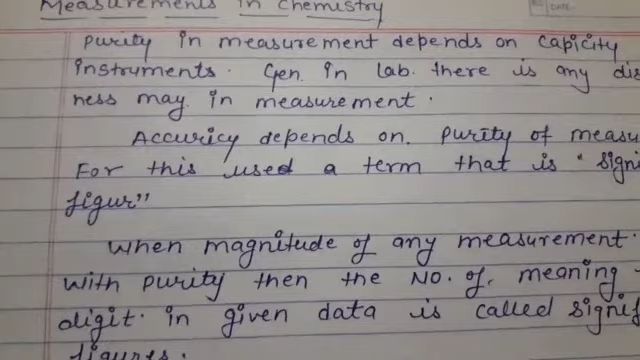 Measurements in Chemistry
Purity in measurement depends on capicity
instruments. Gen. in lab. there is any dis
ness may in measurement.
Accuricy depends on. purity of measu
For this used a term that is "signi
figur"
When magnitude of any measurement.
with purity then the No. of. meaning
digit. in given data is called signif
figures.